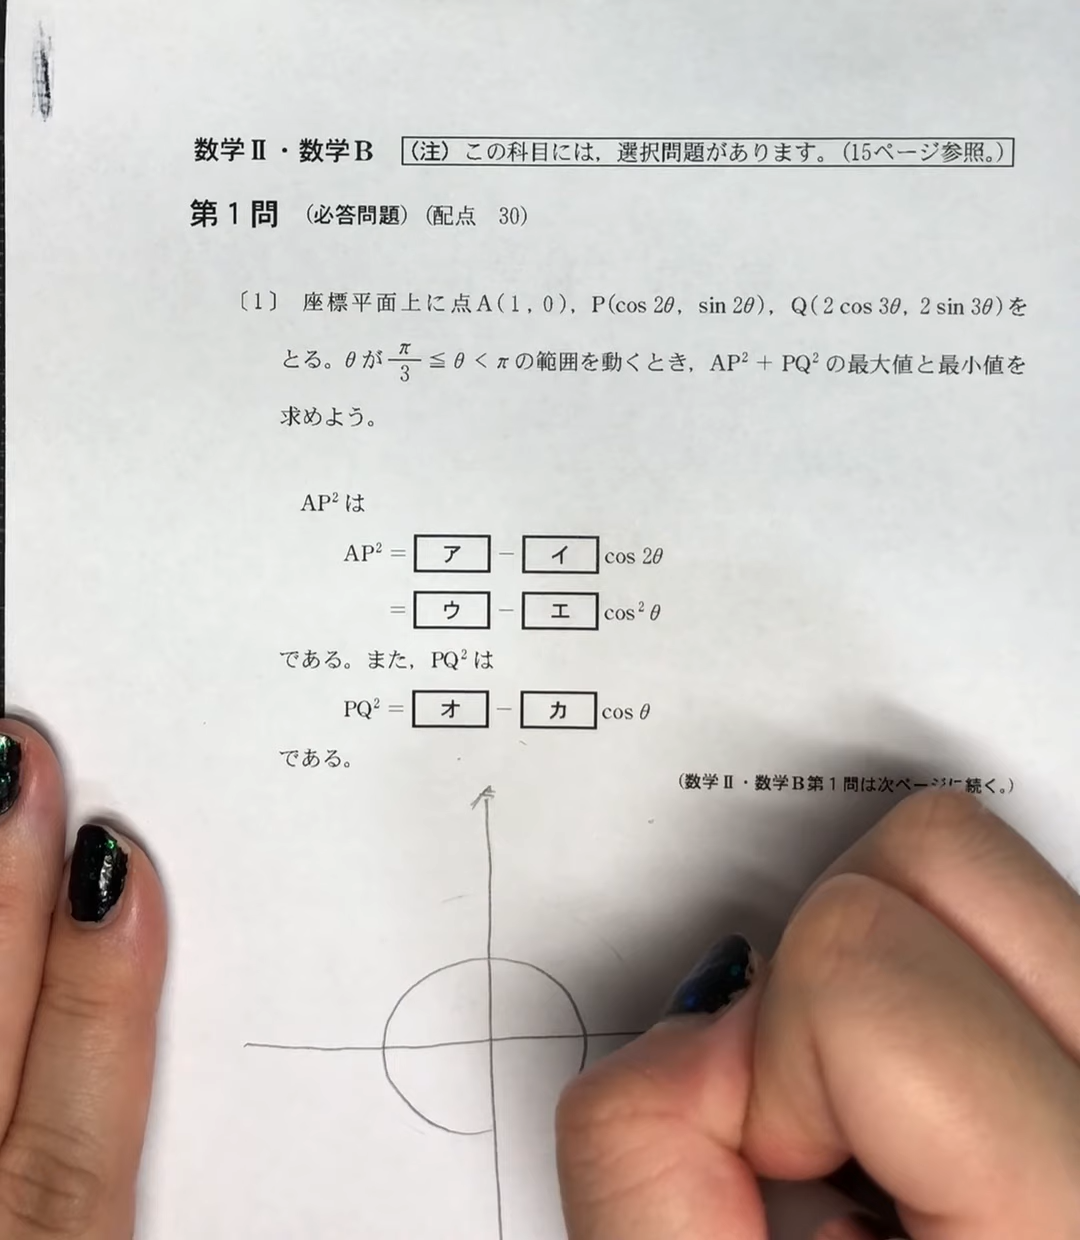 数学Ⅱ・数学B (注) この科目には,選択問題があります。(15ページ参照。)
第1問 (必答問題) (配点 30)
〔1〕 座標平面上に点A(1, 0), P(cos 2θ, sin 2θ), Q(2 cos 3θ, 2 sin 3θ)を
とる。θが π/3 ≦ θ < π の範囲を動くとき, AP² + PQ² の最大値と最小値を
求めよう。
AP² は
AP² = ア − イ cos 2θ
= ウ − エ cos² θ
である。また, PQ² は
PQ² = オ − カ cos θ
である。
(数学Ⅱ・数学B第1問は次ページに続く。)